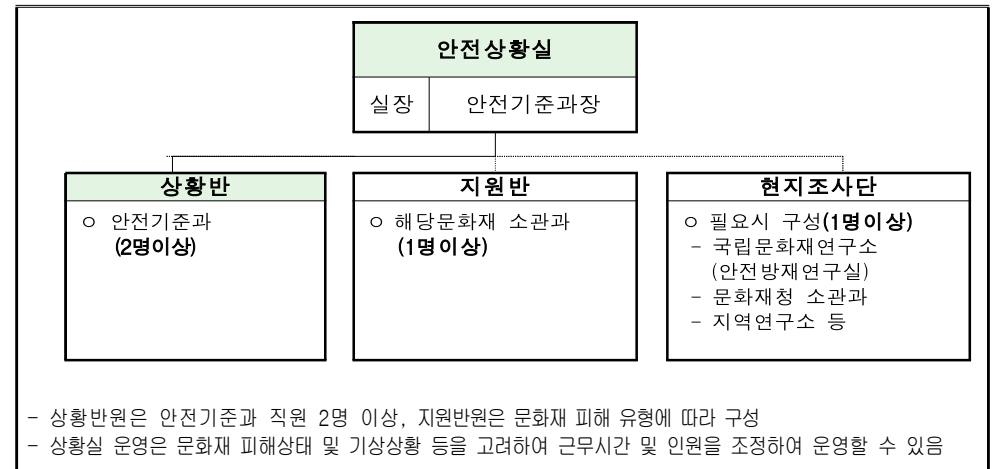 안전상황실
실장 안전기준과장
상황반
ㅇ 안전기준과
(2명이상)
지원반
ㅇ 해당문화재 소관과
(1명이상)
현지조사단
ㅇ 필요시 구성(1명이상)
- 국립문화재연구소
(안전방재연구실)
- 문화재청 소관과
- 지역연구소 등
- 상황반원은 안전기준과 직원 2명 이상, 지원반원은 문화재 피해 유형에 따라 구성
- 상황실 운영은 문화재 피해상태 및 기상상황 등을 고려하여 근무시간 및 인원을 조정하여 운영할 수 있음